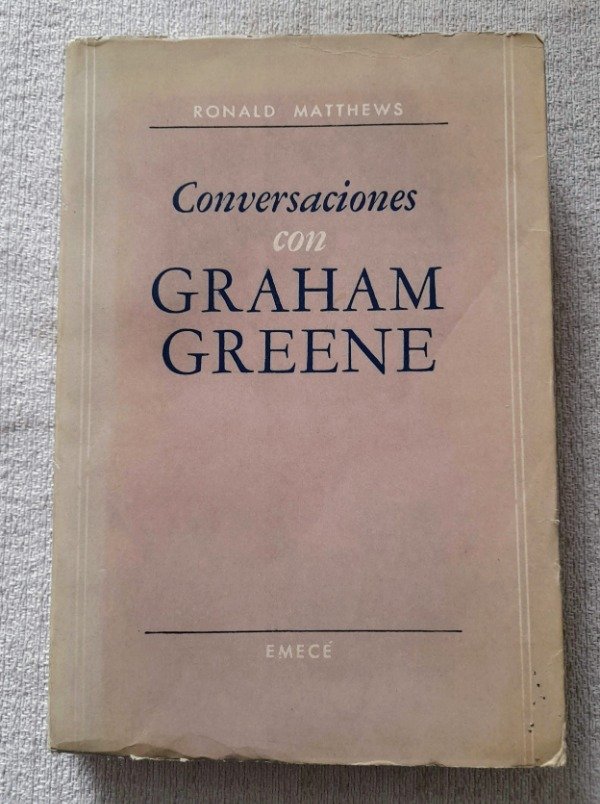 RONALD MATTHEWS
Conversaciones
con
GRAHAM
GREENE
EMECÉ